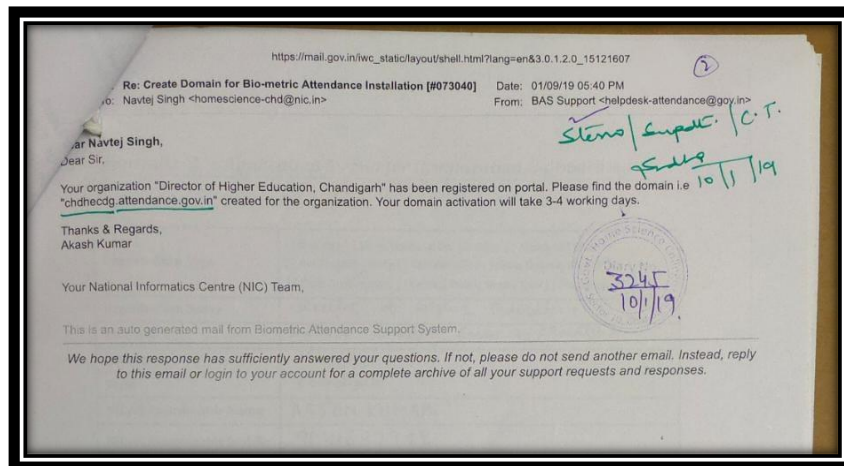 https://mail.gov.in/iwc_static/layout/shell.html?lang=en&3.0.1.2.0_15121607
2
Re: Create Domain for Bio-metric Attendance Installation [#073040] Date: 01/09/19 05:40 PM
o: Navtej Singh <homescience-chd@nic.in> From: BAS Support <helpdesk-attendance@gov.in>
Steno/Supdt./C.T.
10/1/19
ar Navtej Singh,
Dear Sir,
Your organization "Director of Higher Education, Chandigarh" has been registered on portal. Please find the domain i.e
"chdhecdg.attendance.gov.in" created for the organization. Your domain activation will take 3-4 working days.
Thanks & Regards,
Akash Kumar
Govt. Home Science
Diary No
3245
10/1/19.
Your National Informatics Centre (NIC) Team,
This is an auto generated mail from Biometric Attendance Support System.
We hope this response has sufficiently answered your questions. If not, please do not send another email. Instead, reply
to this email or login to your account for a complete archive of all your support requests and responses.